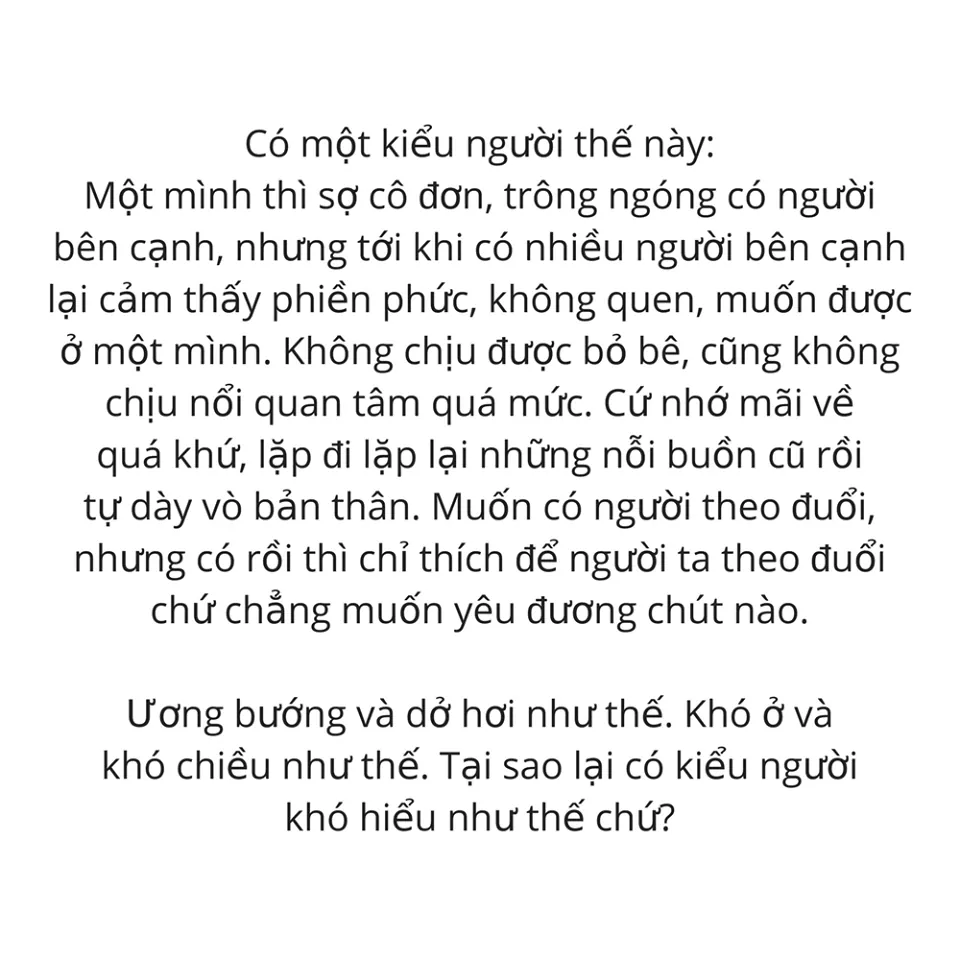 Có một kiểu người thế này:
Một mình thì sợ cô đơn, trông ngóng có người
bên cạnh, nhưng tới khi có nhiều người bên cạnh
lại cảm thấy phiền phức, không quen, muốn được
ở một mình. Không chịu được bỏ bê, cũng không
chịu nổi quan tâm quá mức. Cứ nhớ mãi về
quá khứ, lặp đi lặp lại những nỗi buồn cũ rồi
tự dày vò bản thân. Muốn có người theo đuổi,
nhưng có rồi thì chỉ thích để người ta theo đuổi
chứ chẳng muốn yêu đương chút nào.
Ương bướng và dở hơi như thế. Khó ở và
khó chiều như thế. Tại sao lại có kiểu người
khó hiểu như thế chứ?